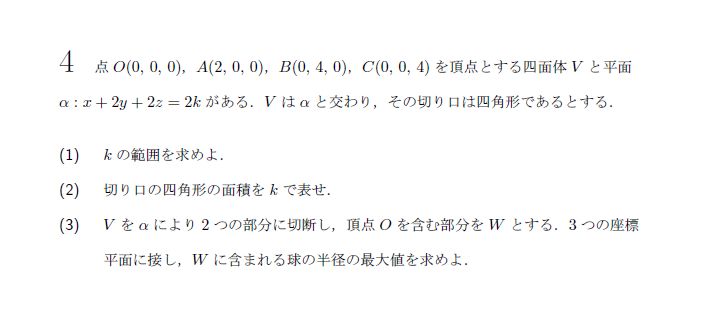 4 点 O(0, 0, 0), A(2, 0, 0), B(0, 4, 0), C(0, 0, 4) を頂点とする四面体 V と平面
α : x + 2y + 2z = 2k がある．V は α と交わり，その切り口は四角形であるとする．
(1) k の範囲を求めよ．
(2) 切り口の四角形の面積を k で表せ．
(3) V を α により 2 つの部分に切断し，頂点 O を含む部分を W とする．3 つの座標
平面に接し，W に含まれる球の半径の最大値を求めよ．